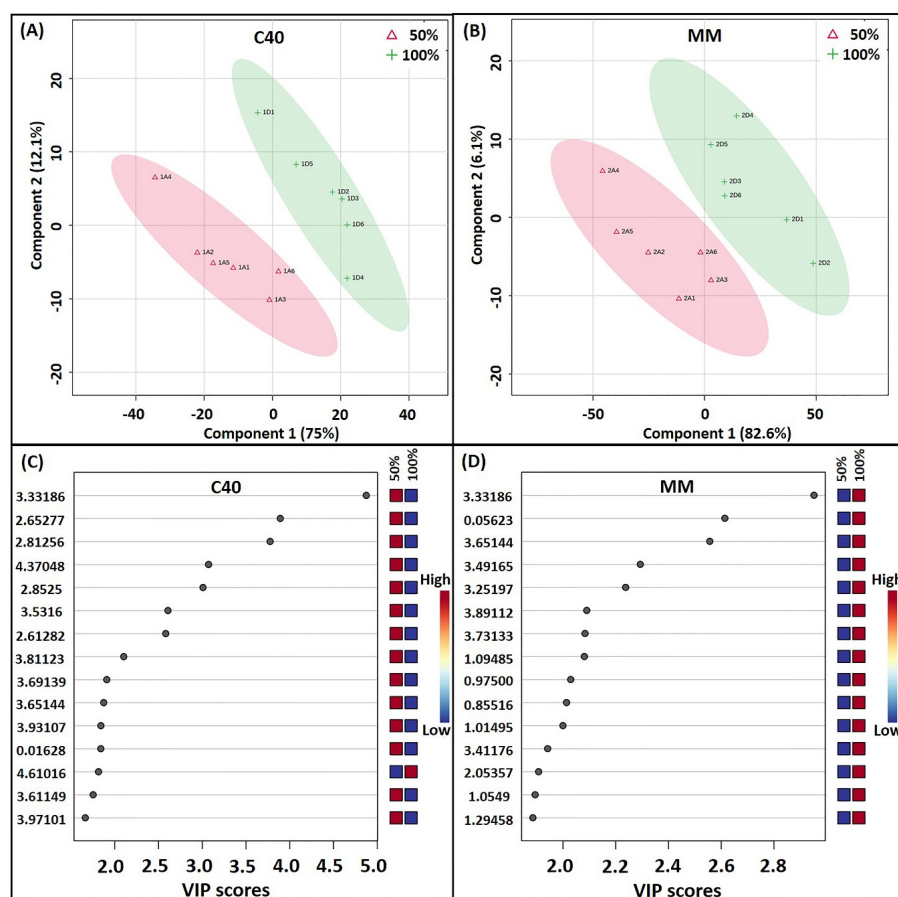 (A)
C40
50%
100%
Component 2 (12.1%)
20
10
0
-10
-20
1D1
1D5
1D2
1D3
1D6
1D4
1A4
1A2
1A5
1A1
1A6
1A3
-40
-20
0
20
40
Component 1 (75%)
(B)
MM
50%
100%
Component 2 (6.1%)
20
10
0
-10
-20
2D4
2D5
2D3
2D6
2D1
2D2
2A4
2A5
2A2
2A6
2A3
2A1
-50
0
50
Component 1 (82.6%)
(C)
C40
50%
100%
3.33186
2.65277
2.81256
4.37048
2.8525
3.5316
2.61282
3.81123
3.69139
3.65144
3.93107
0.01628
4.61016
3.61149
3.97101
High
Low
2.0
2.5
3.0
3.5
4.0
4.5
5.0
VIP scores
(D)
MM
50%
100%
3.33186
0.05623
3.65144
3.49165
3.25197
3.89112
3.73133
1.09485
0.97500
0.85516
1.01495
3.41176
2.05357
1.0549
1.29458
High
Low
2.0
2.2
2.4
2.6
2.8
VIP scores